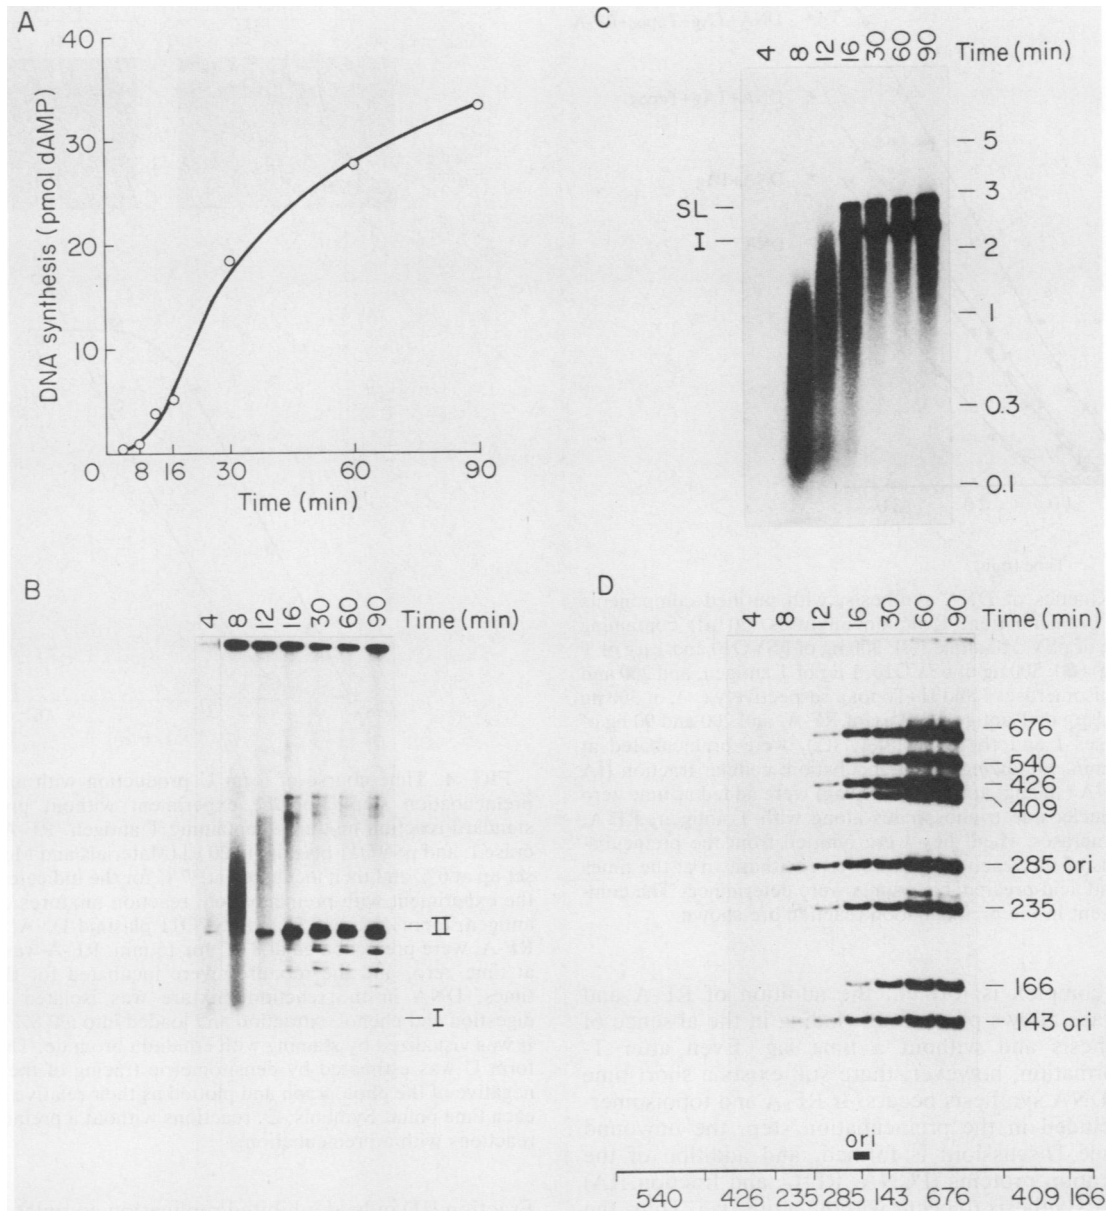 A
40
30
20
10
DNA synthesis (pmol dAMP)
0 8 16 30 60 90
Time (min)
C
4 8 12 16 30 60 90 Time (min)
5
3
SL
I
2
1
0.3
0.1
B
4 8 12 16 30 60 90 Time (min)
II
I
D
4 8 12 16 30 60 90 Time (min)
676
540
426
409
285 ori
235
166
143 ori
ori
540 426 235 285 143 676 409 166